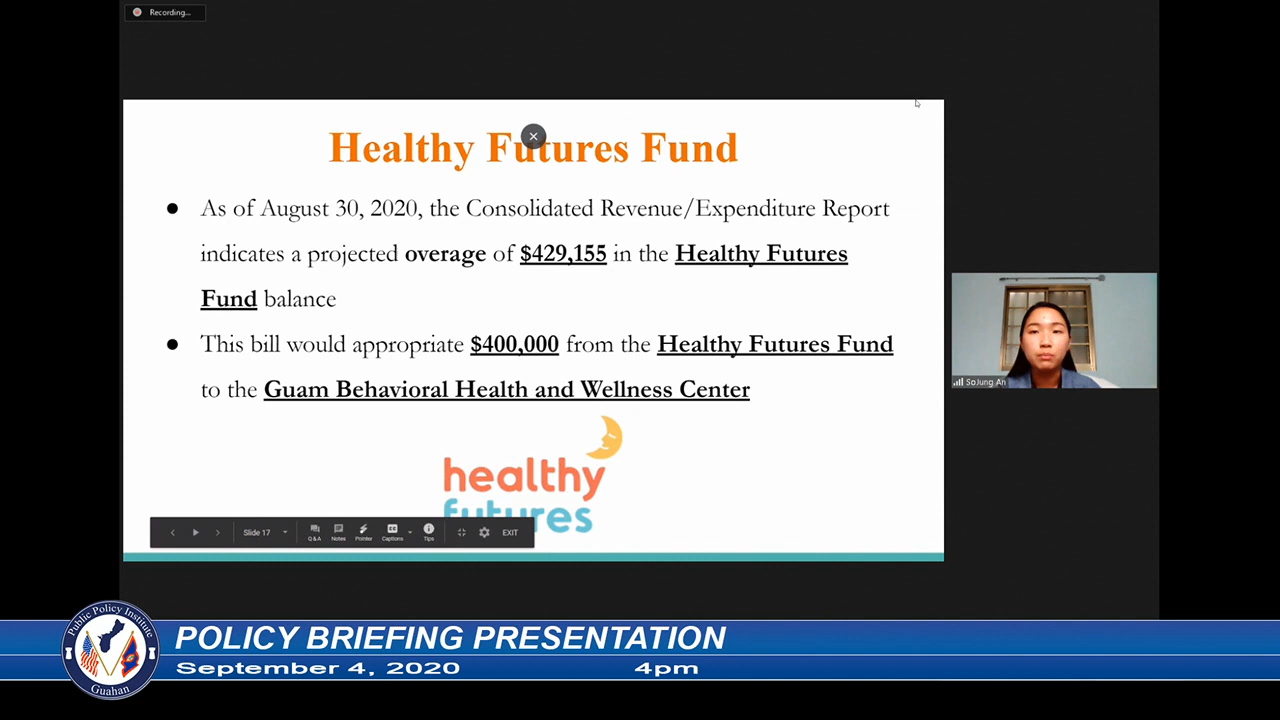 Recording...
Healthy Futures Fund
● As of August 30, 2020, the Consolidated Revenue/Expenditure Report
indicates a projected overage of $429,155 in the Healthy Futures
Fund balance
● This bill would appropriate $400,000 from the Healthy Futures Fund
to the Guam Behavioral Health and Wellness Center
healthy
futures
Slide 17
Q&A
Notes
Pointer
CC
Captions
Tips
EXIT
SoJung An
Public Policy Institute
Guahan
POLICY BRIEFING PRESENTATION
September 4, 2020 4pm